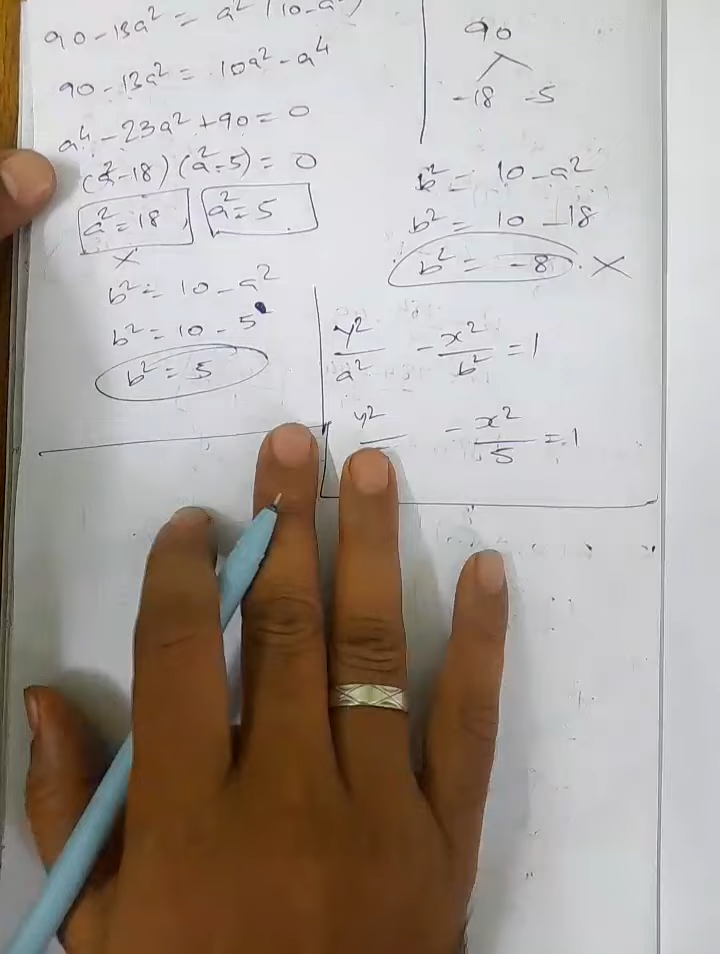 90 - 13a² = a² (10 - a²)
90 - 13a² = 10a² - a⁴
a⁴ - 23a² + 90 = 0
(a² - 18) (a² - 5) = 0
a² = 18, a² = 5
×
b² = 10 - a²
b² = 10 - 5
b² = 5
90
-18 -5
b² = 10 - a²
b² = 10 - 18
b² = -8 . ×
y²/a² - x²/b² = 1
y²/ - x²/5 = 1